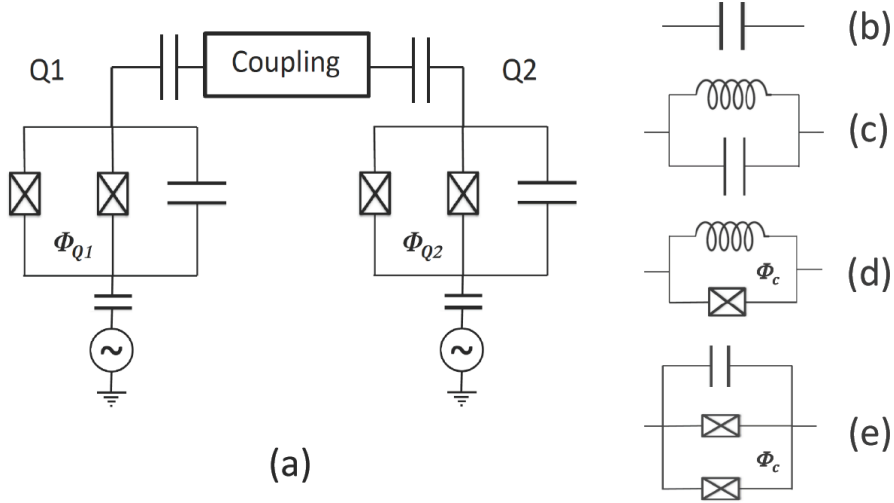 Q1
Coupling
Q2
Φ_Q1
Φ_Q2
~
~
(a)
(b)
(c)
Φ_c
(d)
Φ_c
(e)